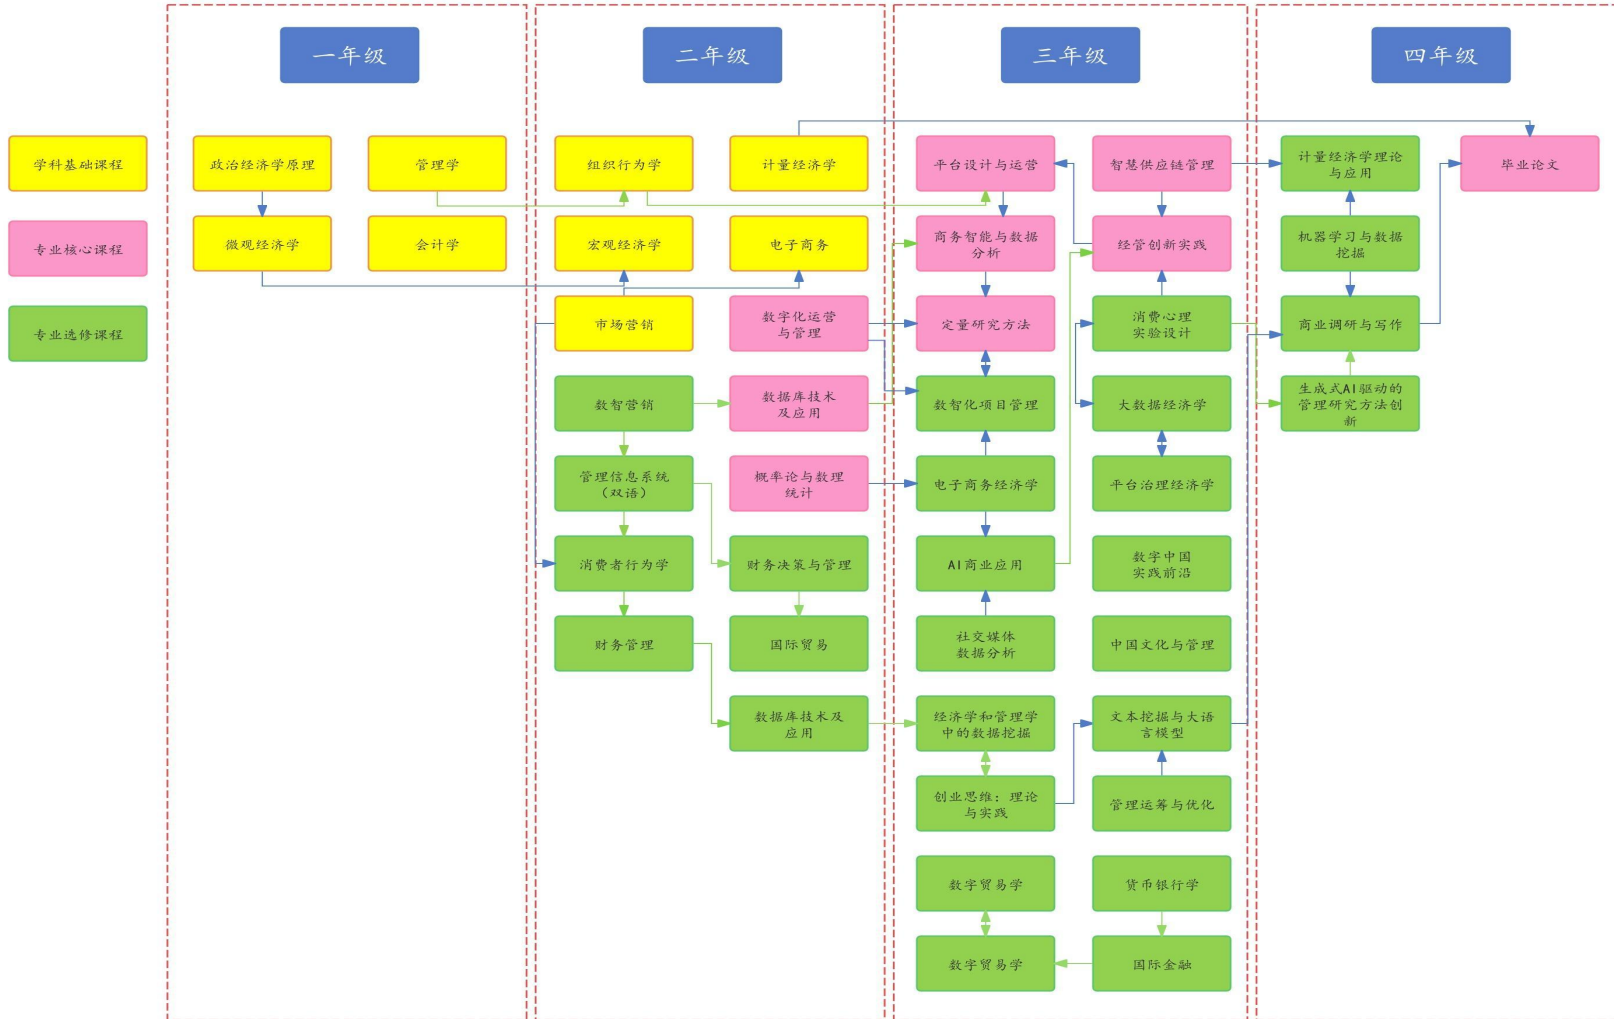 一年级
二年级
三年级
四年级
学科基础课程
政治经济学原理
管理学
组织行为学
计量经济学
平台设计与运营
智慧供应链管理
计量经济学理论
与应用
毕业论文
专业核心课程
微观经济学
会计学
宏观经济学
电子商务
商务智能与数据
分析
经管创新实践
机器学习与数据
挖掘
专业选修课程
市场营销
数字化运营
与管理
定量研究方法
消费心理
实验设计
商业调研与写作
数智营销
数据库技术
及应用
数智化项目管理
大数据经济学
生成式AI驱动的
管理研究方法创
新
管理信息系统
（双语）
概率论与数理
统计
电子商务经济学
平台治理经济学
消费者行为学
财务决策与管理
AI商业应用
数字中国
实践前沿
财务管理
国际贸易
社交媒体
数据分析
中国文化与管理
数据库技术及
应用
经济学和管理学
中的数据挖掘
文本挖掘与大语
言模型
创业思维：理论
与实践
管理运筹与优化
数字贸易学
货币银行学
数字贸易学
国际金融